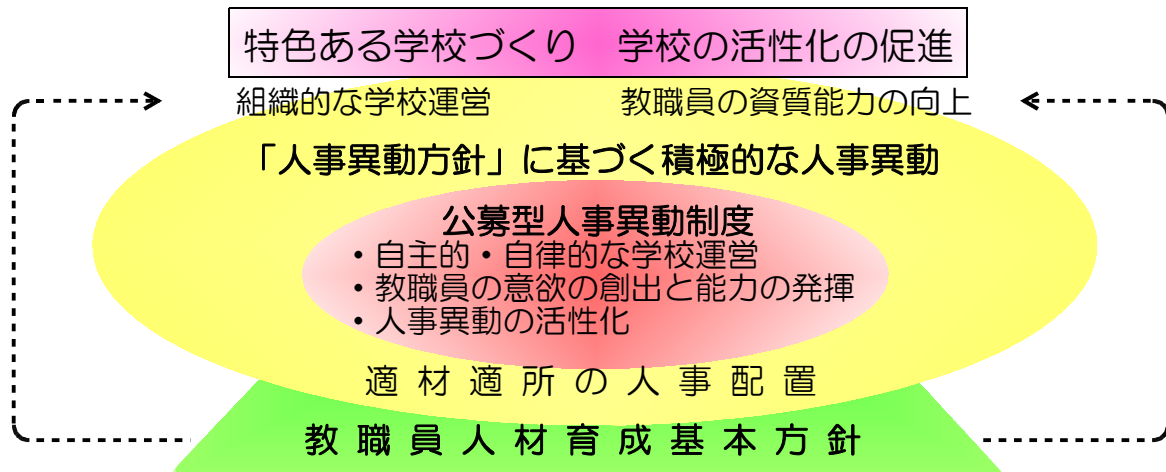 特色ある学校づくり　学校の活性化の促進
組織的な学校運営　教職員の資質能力の向上
「人事異動方針」に基づく積極的な人事異動
公募型人事異動制度
・自主的・自律的な学校運営
・教職員の意欲の創出と能力の発揮
・人事異動の活性化
適材適所の人事配置
教職員人材育成基本方針